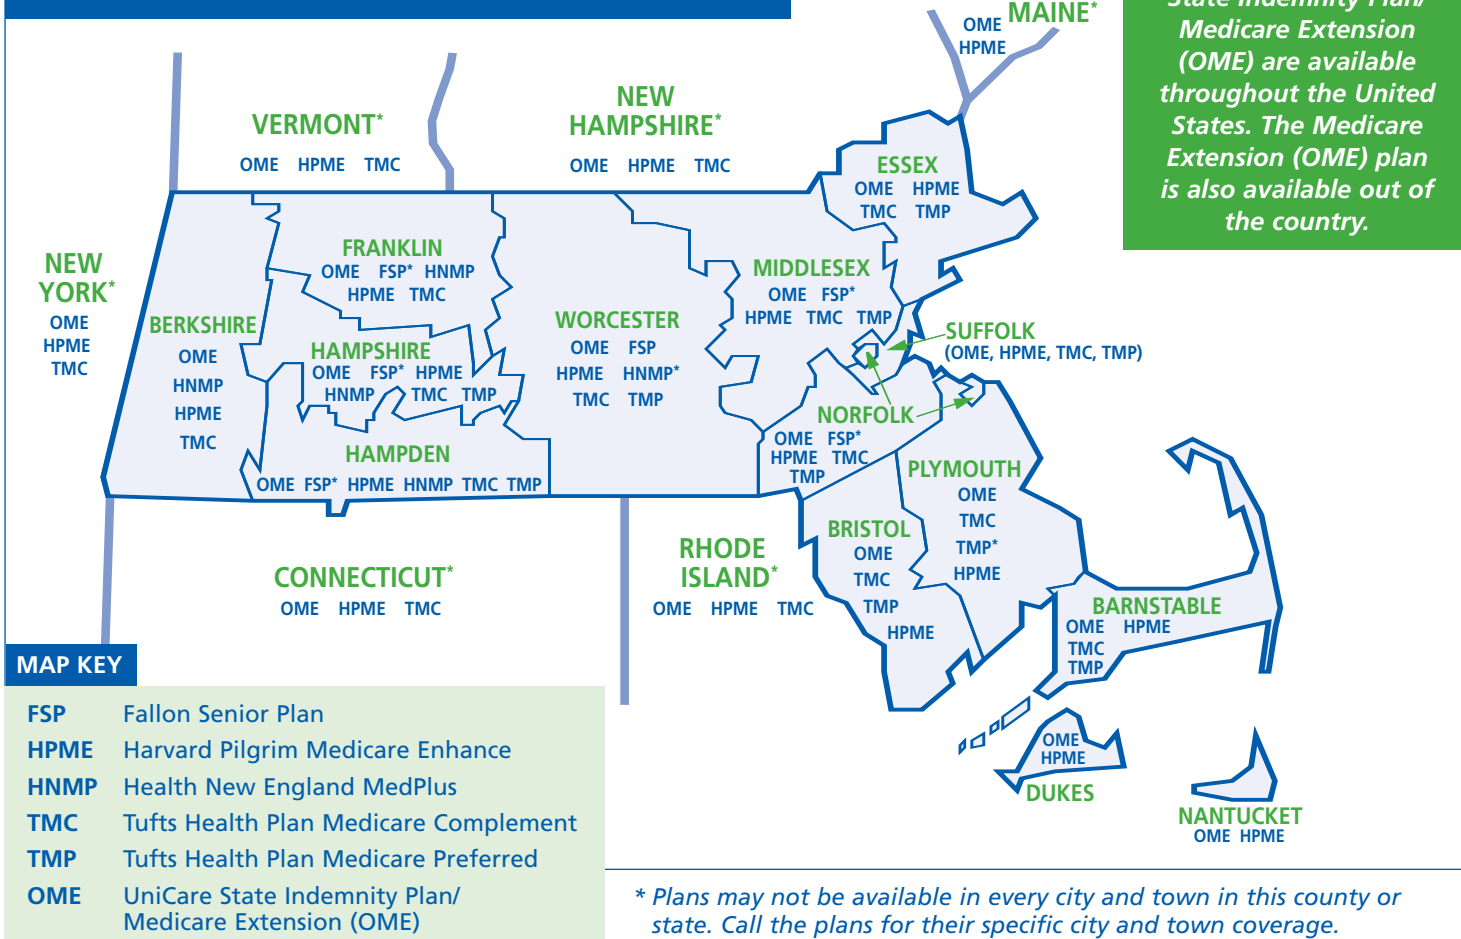 State Indemnity Plan/
Medicare Extension
(OME) are available
throughout the United
States. The Medicare
Extension (OME) plan
is also available out of
the country.
MAINE*
OME
HPME
VERMONT*
OME HPME TMC
NEW
HAMPSHIRE*
OME HPME TMC
ESSEX
OME HPME
TMC TMP
NEW
YORK*
OME
HPME
TMC
BERKSHIRE
OME
HNMP
HPME
TMC
FRANKLIN
OME FSP* HNMP
HPME TMC
HAMPSHIRE
OME FSP* HPME
HNMP TMC TMP
HAMPDEN
OME FSP* HPME HNMP TMC TMP
WORCESTER
OME FSP
HPME HNMP*
TMC TMP
MIDDLESEX
OME FSP*
HPME TMC TMP
SUFFOLK
(OME, HPME, TMC, TMP)
NORFOLK
OME FSP*
HPME TMC
TMP
PLYMOUTH
OME
TMC
TMP*
HPME
BRISTOL
OME
TMC
TMP
HPME
CONNECTICUT*
OME HPME TMC
RHODE
ISLAND*
OME HPME TMC
BARNSTABLE
OME HPME
TMC
TMP
OME
HPME
DUKES
NANTUCKET
OME HPME
MAP KEY
FSP Fallon Senior Plan
HPME Harvard Pilgrim Medicare Enhance
HNMP Health New England MedPlus
TMC Tufts Health Plan Medicare Complement
TMP Tufts Health Plan Medicare Preferred
OME UniCare State Indemnity Plan/
Medicare Extension (OME)
* Plans may not be available in every city and town in this county or
state. Call the plans for their specific city and town coverage.